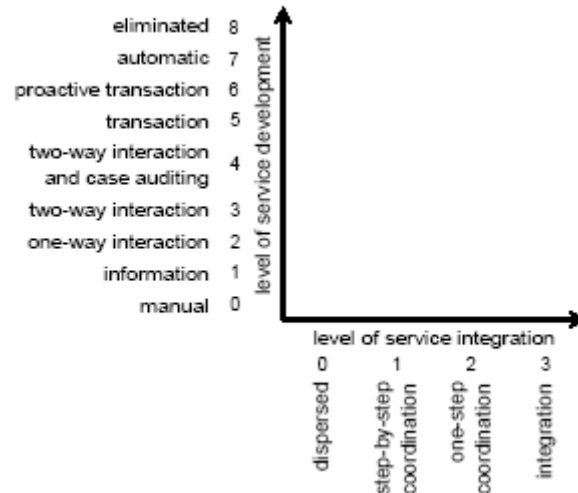 eliminated 8
automatic 7
proactive transaction 6
transaction 5
two-way interaction
and case auditing 4
two-way interaction 3
one-way interaction 2
information 1
manual 0
level of service development
level of service integration
0 1 2 3
dispersed
step-by-step
coordination
one-step
coordination
integration